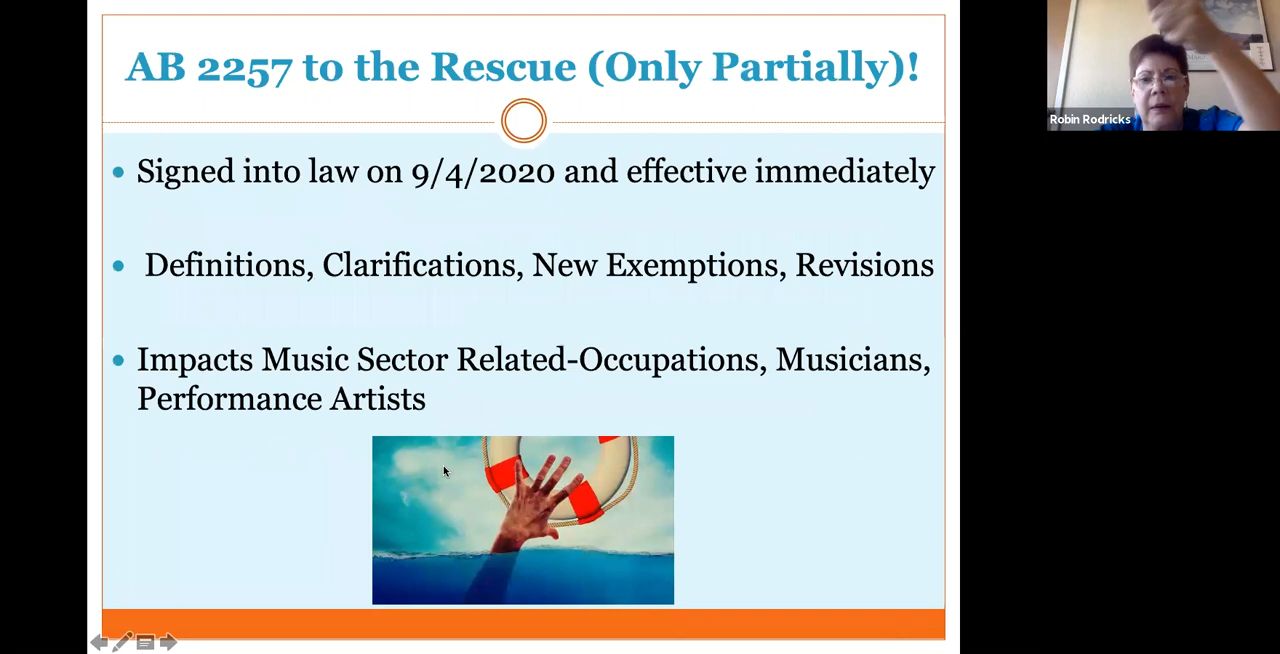 AB 2257 to the Rescue (Only Partially)!
Robin Rodricks
• Signed into law on 9/4/2020 and effective immediately
• Definitions, Clarifications, New Exemptions, Revisions
• Impacts Music Sector Related-Occupations, Musicians,
Performance Artists